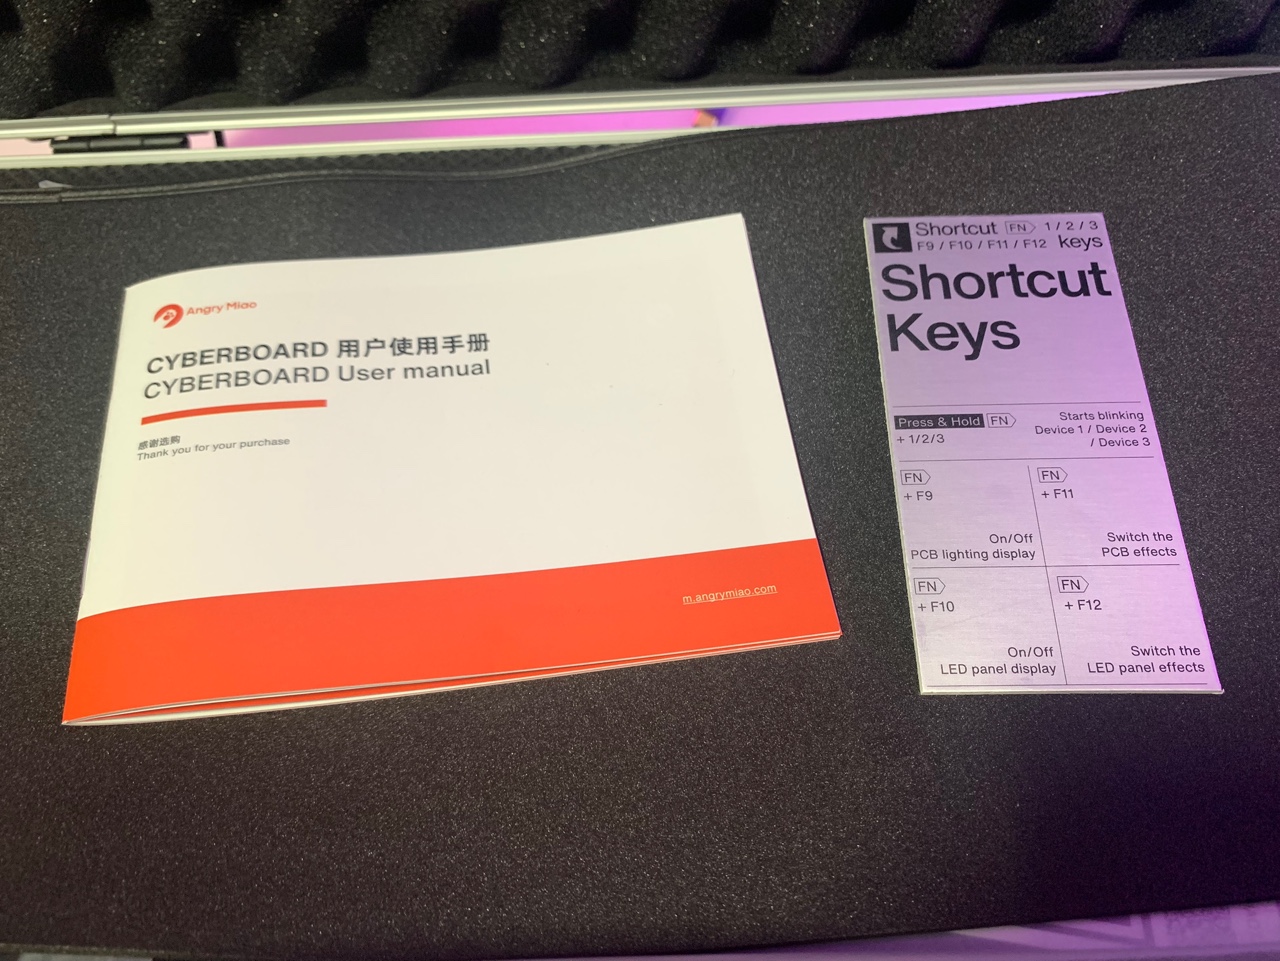 Angry Miao
CYBERBOARD 用户使用手册
CYBERBOARD User manual
感谢选购
Thank you for your purchase
m.angrymiao.com
Shortcut FN 1 / 2 / 3
F9 / F10 / F11 / F12 keys
Shortcut
Keys
Press & Hold FN
+ 1/2/3
Starts blinking
Device 1 / Device 2
/ Device 3
FN
+ F9
On/Off
PCB lighting display
FN
+ F11
Switch the
PCB effects
FN
+ F10
On/Off
LED panel display
FN
+ F12
Switch the
LED panel effects